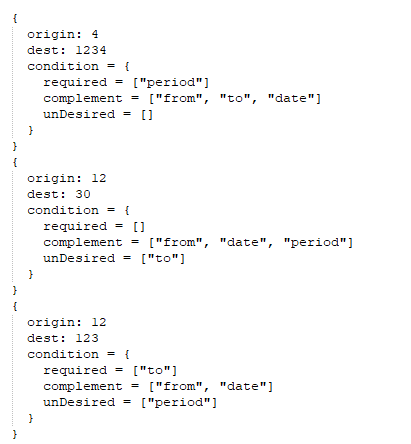 {
  origin: 4
  dest: 1234
  condition = {
    required = ["period"]
    complement = ["from", "to", "date"]
    unDesired = []
  }
}
{
  origin: 12
  dest: 30
  condition = {
    required = []
    complement = ["from", "date", "period"]
    unDesired = ["to"]
  }
}
{
  origin: 12
  dest: 123
  condition = {
    required = ["to"]
    complement = ["from", "date"]
    unDesired = ["period"]
  }
}